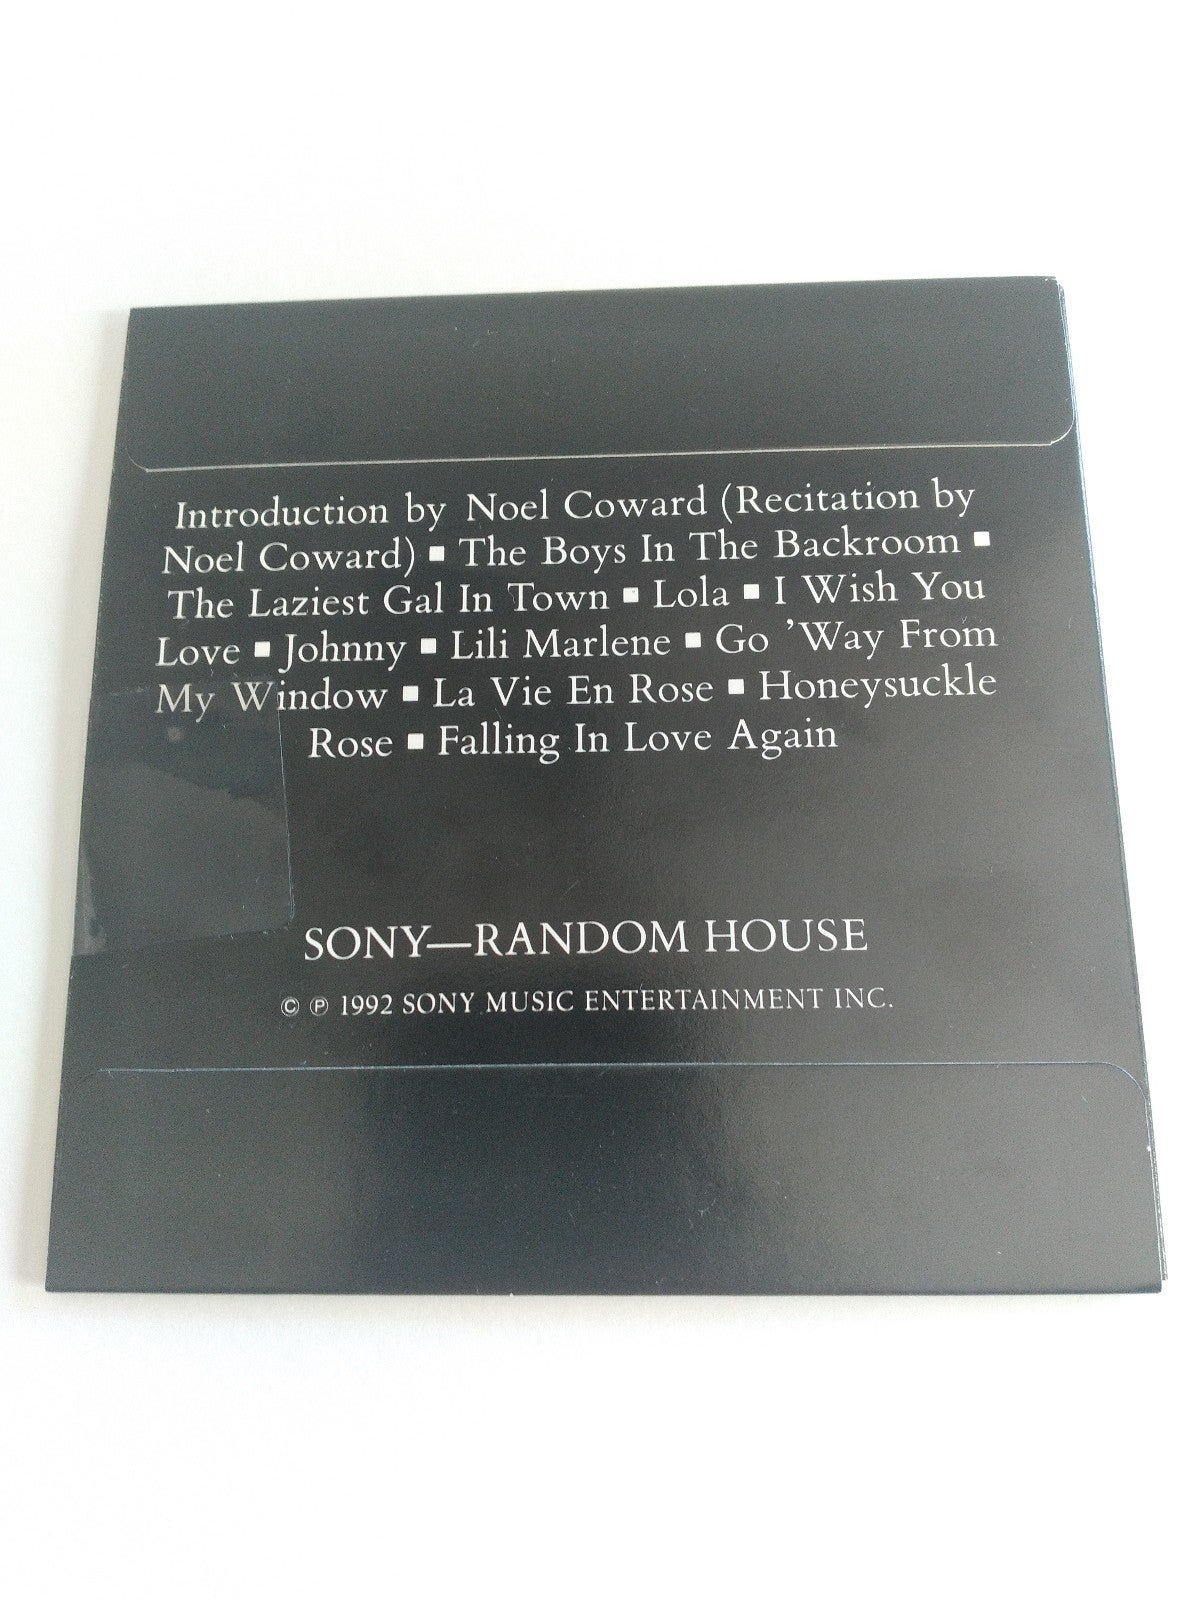 Introduction by Noel Coward (Recitation by
Noel Coward) ■ The Boys In The Backroom ■
The Laziest Gal In Town ■ Lola ■ I Wish You
Love ■ Johnny ■ Lili Marlene ■ Go ’Way From
My Window ■ La Vie En Rose ■ Honeysuckle
Rose ■ Falling In Love Again
SONY—RANDOM HOUSE
© ℗ 1992 SONY MUSIC ENTERTAINMENT INC.